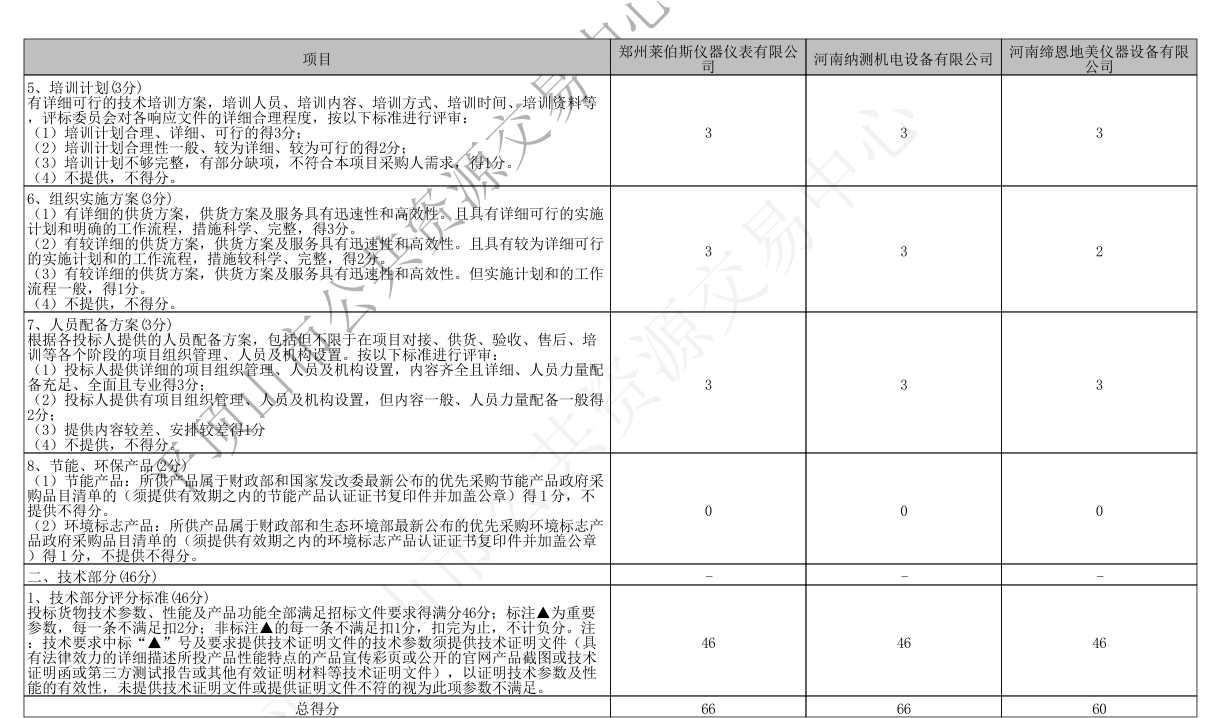 项目
郑州莱伯斯仪器仪表有限公
司
河南纳测机电设备有限公司
河南缔恩地美仪器设备有限
公司
5、培训计划(3分)
有详细可行的技术培训方案，培训人员、培训内容、培训方式、培训时间、培训资料等
，评标委员会对各响应文件的详细合理程度，按以下标准进行评审：
（1）培训计划合理、详细、可行的得3分；
（2）培训计划合理性一般、较为详细、较为可行的得2分；
（3）培训计划不够完整，有部分缺项，不符合本项目采购人需求，得1分。
（4）不提供，不得分。
3
3
3
6、组织实施方案(3分)
（1）有详细的供货方案，供货方案及服务具有迅速性和高效性。且具有详细可行的实施
计划和明确的工作流程，措施科学、完整，得3分。
（2）有较详细的供货方案，供货方案及服务具有迅速性和高效性。且具有较为详细可行
的实施计划和的工作流程，措施较科学、完整，得2分。
（3）有较详细的供货方案，供货方案及服务具有迅速性和高效性。但实施计划和的工作
流程一般，得1分。
（4）不提供，不得分。
3
3
2
7、人员配备方案(3分)
根据各投标人提供的人员配备方案，包括但不限于在项目对接、供货、验收、售后、培
训等各个阶段的项目组织管理、人员及机构设置。按以下标准进行评审：
（1）投标人提供详细的项目组织管理、人员及机构设置，内容齐全且详细、人员力量配
备充足、全面且专业得3分；
（2）投标人提供有项目组织管理、人员及机构设置，但内容一般、人员力量配备一般得
2分；
（3）提供内容较差、安排较差得1分
（4）不提供，不得分。
3
3
3
8、节能、环保产品(2分)
（1）节能产品：所供产品属于财政部和国家发改委最新公布的优先采购节能产品政府采
购品目清单的（须提供有效期之内的节能产品认证证书复印件并加盖公章）得１分，不
提供不得分。
（2）环境标志产品：所供产品属于财政部和生态环境部最新公布的优先采购环境标志产
品政府采购品目清单的（须提供有效期之内的环境标志产品认证证书复印件并加盖公章
）得１分，不提供不得分。
0
0
0
二、技术部分(46分)
－
－
－
1、技术部分评分标准(46分)
投标货物技术参数、性能及产品功能全部满足招标文件要求得满分46分；标注▲为重要
参数，每一条不满足扣2分；非标注▲的每一条不满足扣1分，扣完为止，不计负分。注
：技术要求中标“▲”号及要求提供技术证明文件的技术参数须提供技术证明文件（具
有法律效力的详细描述所投产品性能特点的产品宣传彩页或公开的官网产品截图或技术
证明函或第三方测试报告或其他有效证明材料等技术证明文件），以证明技术参数及性
能的有效性，未提供技术证明文件或提供证明文件不符的视为此项参数不满足。
46
46
46
总得分
66
66
60
平顶山市公共资源交易中心
山市公共资源交易中心